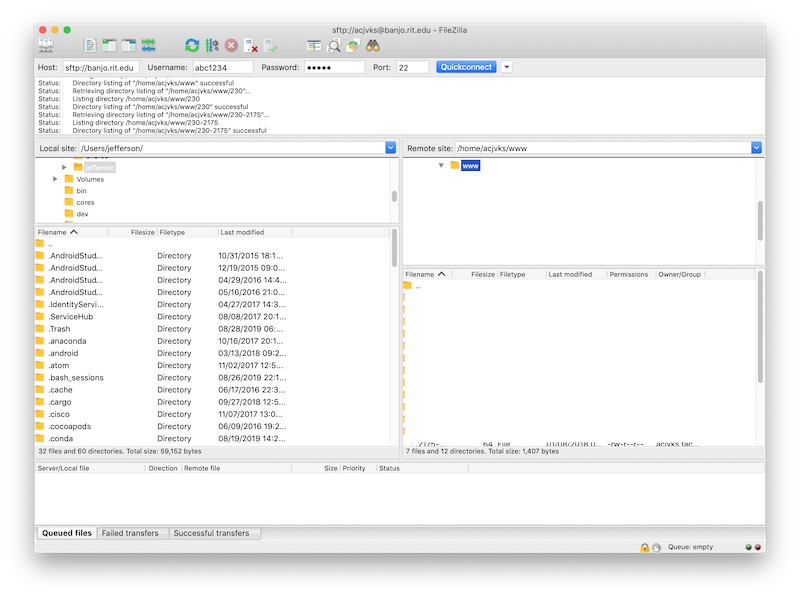 sftp://acjvks@banjo.rit.edu - FileZilla
Host: sftp://banjo.rit.edu Username: abc1234 Password: ••••• Port: 22 Quickconnect
Status: Directory listing of "/home/acjvks/www" successful
Status: Retrieving directory listing of "/home/acjvks/www/230"...
Status: Listing directory /home/acjvks/www/230
Status: Directory listing of "/home/acjvks/www/230" successful
Status: Retrieving directory listing of "/home/acjvks/www/230-2175"...
Status: Listing directory /home/acjvks/www/230-2175
Status: Directory listing of "/home/acjvks/www/230-2175" successful
Local site: /Users/jefferson/
jefferson
Volumes
bin
cores
dev
Filename Filesize Filetype Last modified
..
.AndroidStud... Directory 10/31/2015 18:1...
.AndroidStud... Directory 12/19/2015 09:0...
.AndroidStud... Directory 04/29/2016 14:4...
.AndroidStud... Directory 05/16/2016 21:0...
.IdentityServi... Directory 04/27/2017 14:3...
.ServiceHub Directory 08/08/2017 20:1...
.Trash Directory 08/28/2019 06:...
.anaconda Directory 10/16/2017 20:1...
.android Directory 03/13/2018 09:2...
.atom Directory 11/02/2017 12:5...
.bash_sessions Directory 08/26/2019 22:1...
.cache Directory 06/17/2016 22:3...
.cargo Directory 09/27/2018 12:5...
.cisco Directory 11/07/2017 13:0...
.cocoapods Directory 06/09/2016 19:2...
.conda Directory 08/19/2019 14:2...
32 files and 60 directories. Total size: 59,152 bytes
Remote site: /home/acjvks/www
www
Filename Filesize Filetype Last modified Permissions Owner/Group
..
.2175-... 64 File 01/08/2018 0... -rw-r--r-- acjvks fac...
7 files and 12 directories. Total size: 1,407 bytes
Server/Local file Direction Remote file Size Priority Status
Queued files Failed transfers Successful transfers
Queue: empty